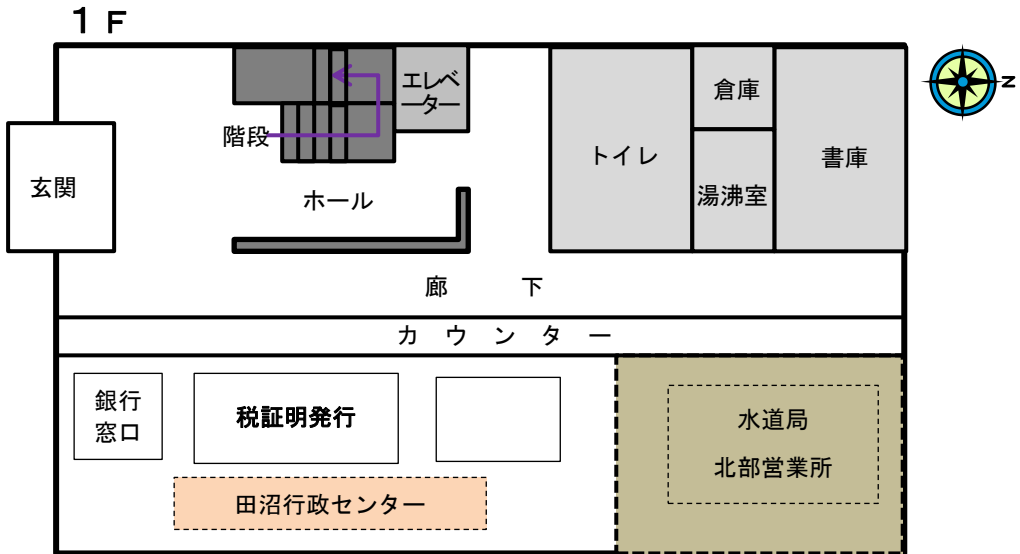 1F
エレベ
ーター
倉庫
N
階段
トイレ
書庫
玄関
湯沸室
ホール
廊下
カウンター
銀行
窓口
税証明発行
水道局
北部営業所
田沼行政センター